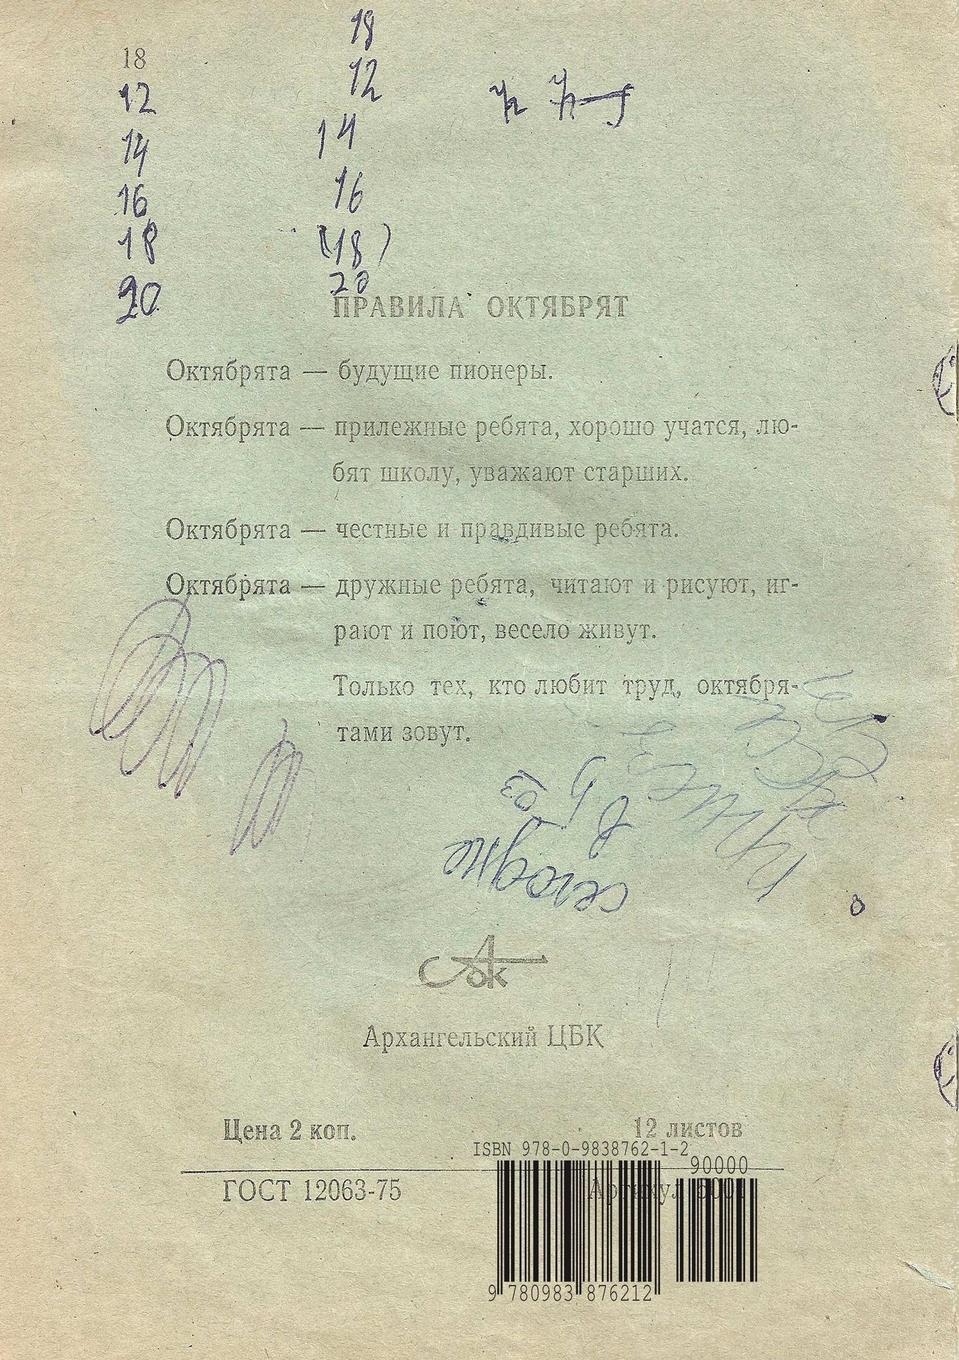 18
18
12
12
14
14
16
16
18
(18)
20
20
ПРАВИЛА ОКТЯБРЯТ
Октябрята — будущие пионеры.
Октябрята — прилежные ребята, хорошо учатся, лю-
бят школу, уважают старших.
Октябрята — честные и правдивые ребята.
Октябрята — дружные ребята, читают и рисуют, иг-
рают и поют, весело живут.
Только тех, кто любит труд, октября-
тами зовут.
Архангельский ЦБК
Цена 2 коп.
12 листов
ISBN 978-0-9838762-1-2
90000
ГОСТ 12063-75
Артикул
9 780983 876212